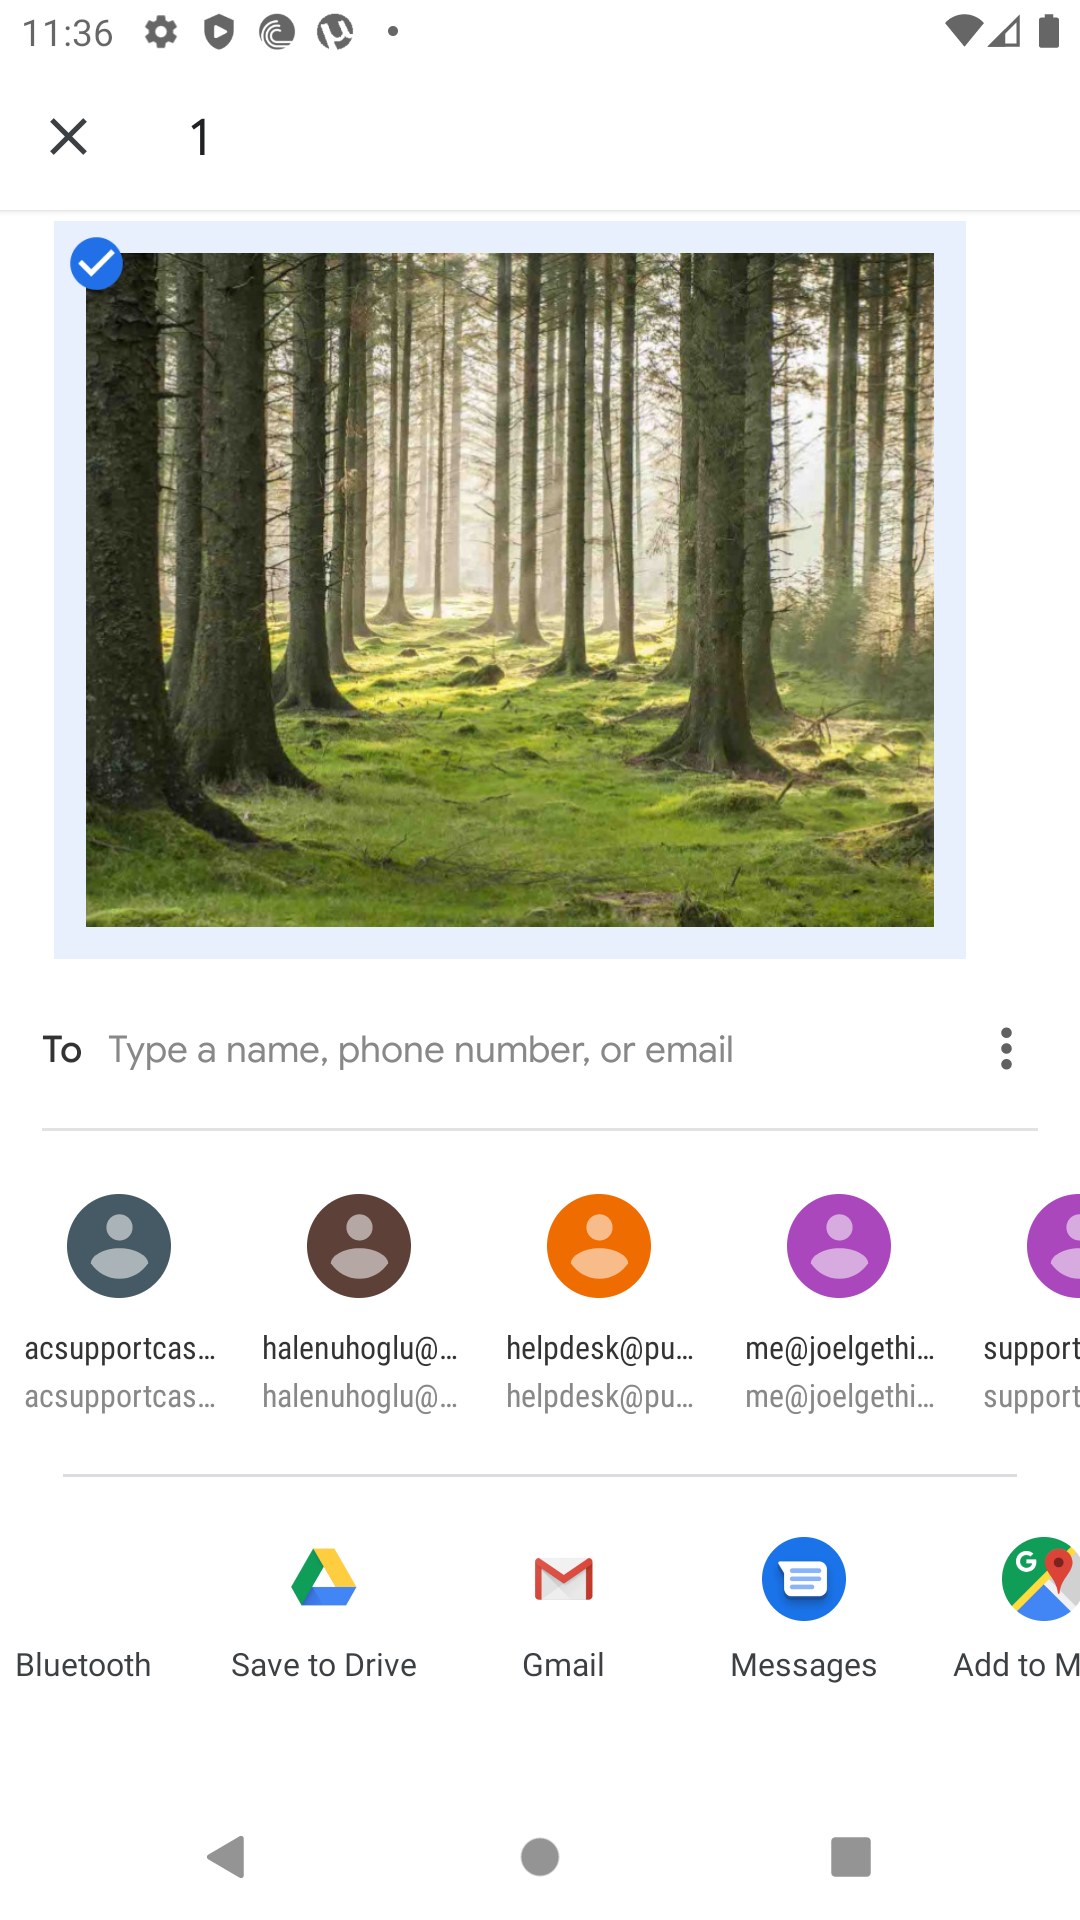 11:36
1
To Type a name, phone number, or email
acsupportcas... halenuhoglu@... helpdesk@pu... me@joelgethi... support
acsupportcas... halenuhoglu@... helpdesk@pu... me@joelgethi... support
Bluetooth Save to Drive Gmail Messages Add to M